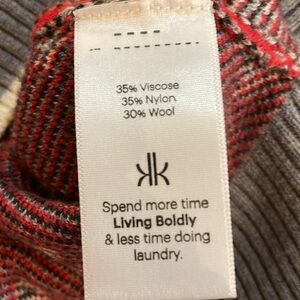 35% Viscose
35% Nylon
30% Wool
Spend more time
Living Boldly
& less time doing
laundry.